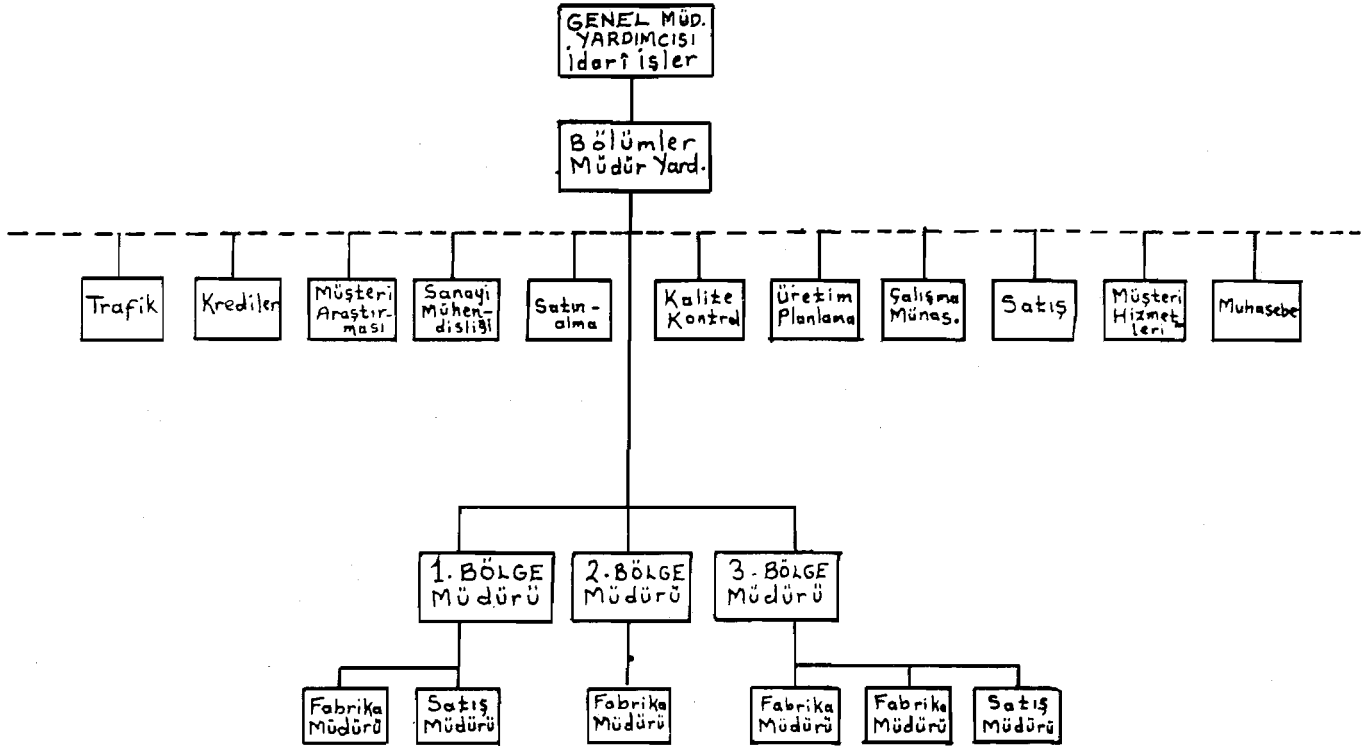 GENEL MÜD.
YARDIMCISI
İdarî işler
Bölümler
Müdür Yard.
Trafik
Krediler
Müşteri
Araştır-
ması
Sanayi
Mühen-
disliği
Satın-
alma
Kalite
Kontrol
Üretim
Planlama
Çalışma
Münas.
Satış
Müşteri
Hizmet-
leri
Muhasebe
1. BÖLGE
Müdürü
2. BÖLGE
Müdürü
3. BÖLGE
Müdürü
Fabrika
Müdürü
Satış
Müdürü
Fabrika
Müdürü
Fabrika
Müdürü
Fabrika
Müdürü
Satış
Müdürü